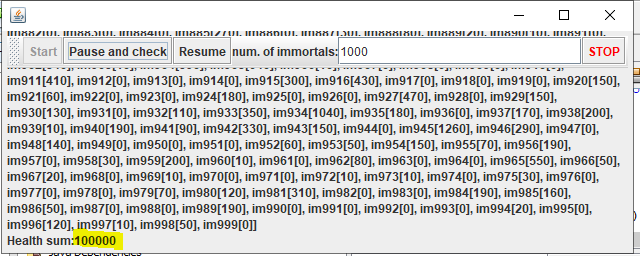 Start Pause and check Resume num. of immortals: 1000 STOP
im911[410], im912[0], im913[0], im914[0], im915[300], im916[430], im917[0], im918[0], im919[0], im920[150],
im921[60], im922[0], im923[0], im924[180], im925[0], im926[0], im927[470], im928[0], im929[150],
im930[130], im931[0], im932[110], im933[350], im934[1040], im935[180], im936[0], im937[170], im938[200],
im939[10], im940[190], im941[90], im942[330], im943[150], im944[0], im945[1260], im946[290], im947[0],
im948[140], im949[0], im950[0], im951[0], im952[60], im953[50], im954[150], im955[70], im956[190],
im957[0], im958[30], im959[200], im960[10], im961[0], im962[80], im963[0], im964[0], im965[550], im966[50],
im967[20], im968[0], im969[10], im970[0], im971[0], im972[10], im973[10], im974[0], im975[30], im976[0],
im977[0], im978[0], im979[70], im980[120], im981[310], im982[0], im983[0], im984[190], im985[160],
im986[50], im987[0], im988[0], im989[190], im990[0], im991[0], im992[0], im993[0], im994[20], im995[0],
im996[120], im997[10], im998[50], im999[0]]
Health sum:100000